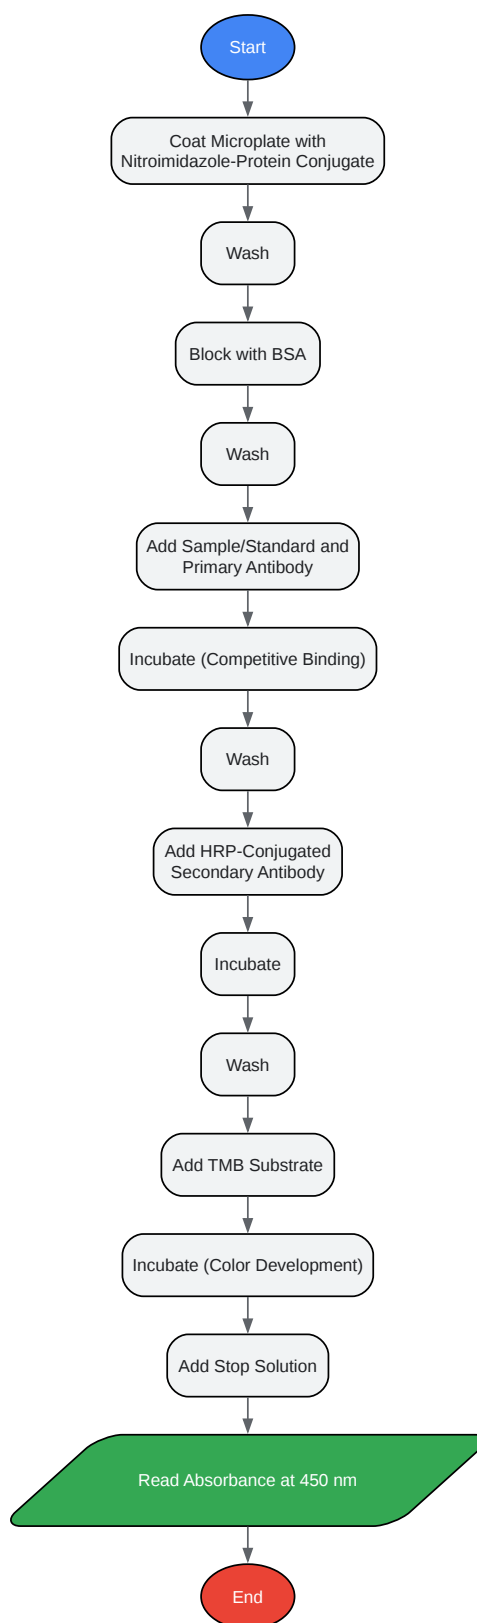 Start
Coat Microplate with
Nitroimidazole-Protein Conjugate
Wash
Block with BSA
Wash
Add Sample/Standard and
Primary Antibody
Incubate (Competitive Binding)
Wash
Add HRP-Conjugated
Secondary Antibody
Incubate
Wash
Add TMB Substrate
Incubate (Color Development)
Add Stop Solution
Read Absorbance at 450 nm
End